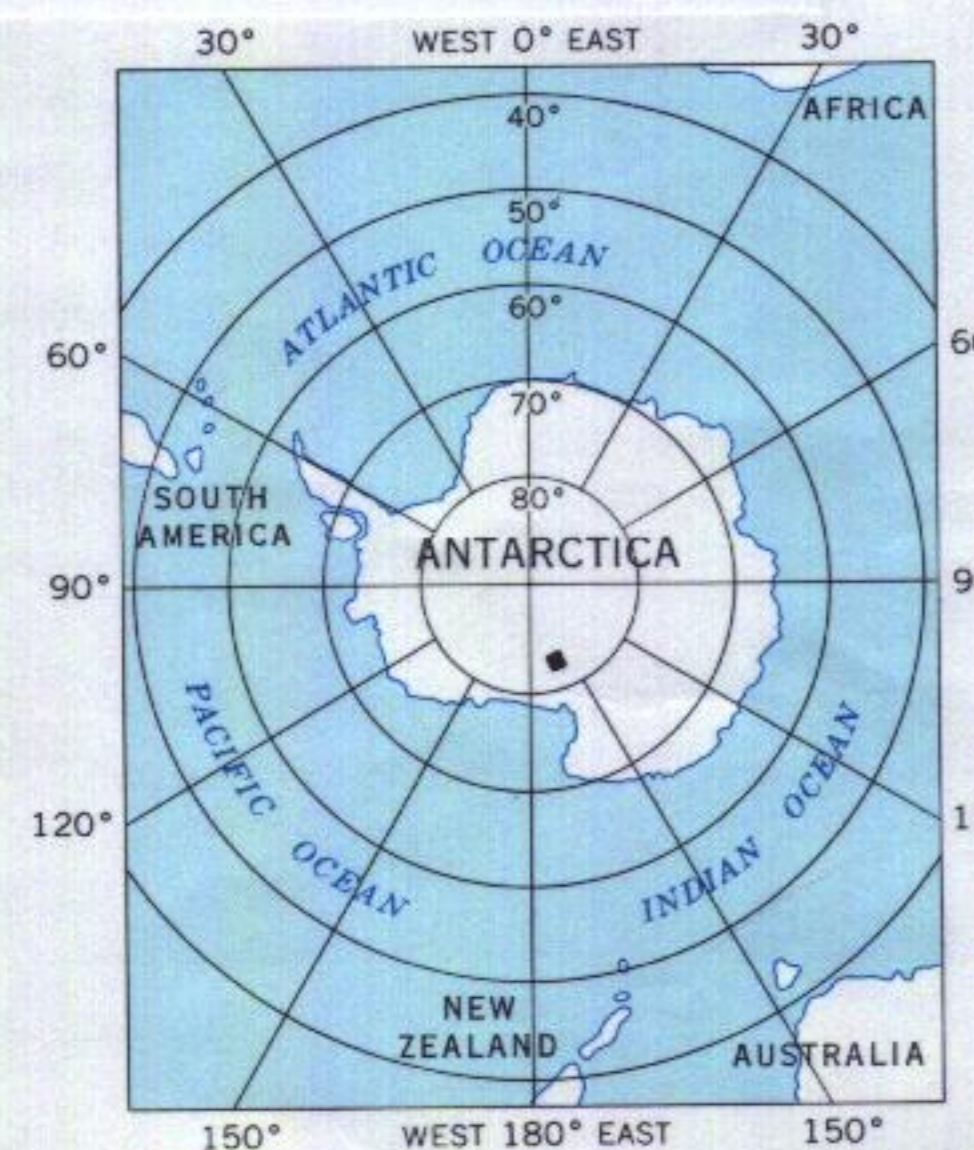 30° WEST 0° EAST 30°
AFRICA
40°
50°
ATLANTIC OCEAN
60°
60°
70°
80°
SOUTH
AMERICA
ANTARCTICA
90°
PACIFIC OCEAN
INDIAN OCEAN
120°
NEW
ZEALAND
AUSTRALIA
150° WEST 180° EAST 150°